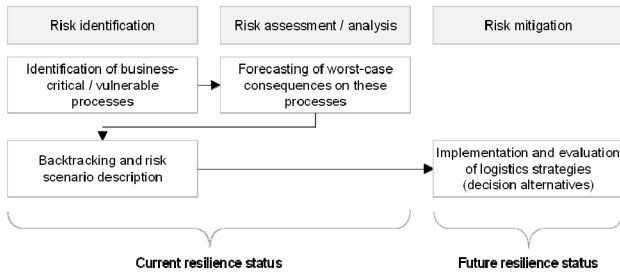 Risk identification
Risk assessment / analysis
Risk mitigation
Identification of business-
critical / vulnerable
processes
Forecasting of worst-case
consequences on these
processes
Backtracking and risk
scenario description
Implementation and evaluation
of logistics strategies
(decision alternatives)
Current resilience status
Future resilience status